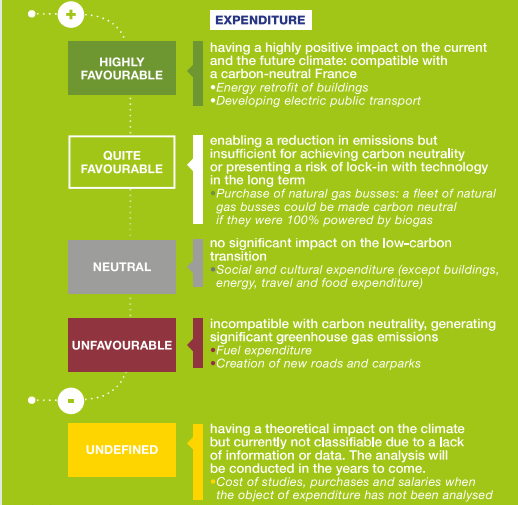 EXPENDITURE
+
HIGHLY
FAVOURABLE
having a highly positive impact on the current
and the future climate: compatible with
a carbon-neutral France
•Energy retrofit of buildings
•Developing electric public transport
QUITE
FAVOURABLE
enabling a reduction in emissions but
insufficient for achieving carbon neutrality
or presenting a risk of lock-in with technology
in the long term
•Purchase of natural gas busses: a fleet of natural
gas busses could be made carbon neutral
if they were 100% powered by biogas
NEUTRAL
no significant impact on the low-carbon
transition
•Social and cultural expenditure (except buildings,
energy, travel and food expenditure)
UNFAVOURABLE
incompatible with carbon neutrality, generating
significant greenhouse gas emissions
•Fuel expenditure
•Creation of new roads and carparks
-
UNDEFINED
having a theoretical impact on the climate
but currently not classifiable due to a lack
of information or data. The analysis will
be conducted in the years to come.
•Cost of studies, purchases and salaries when
the object of expenditure has not been analysed